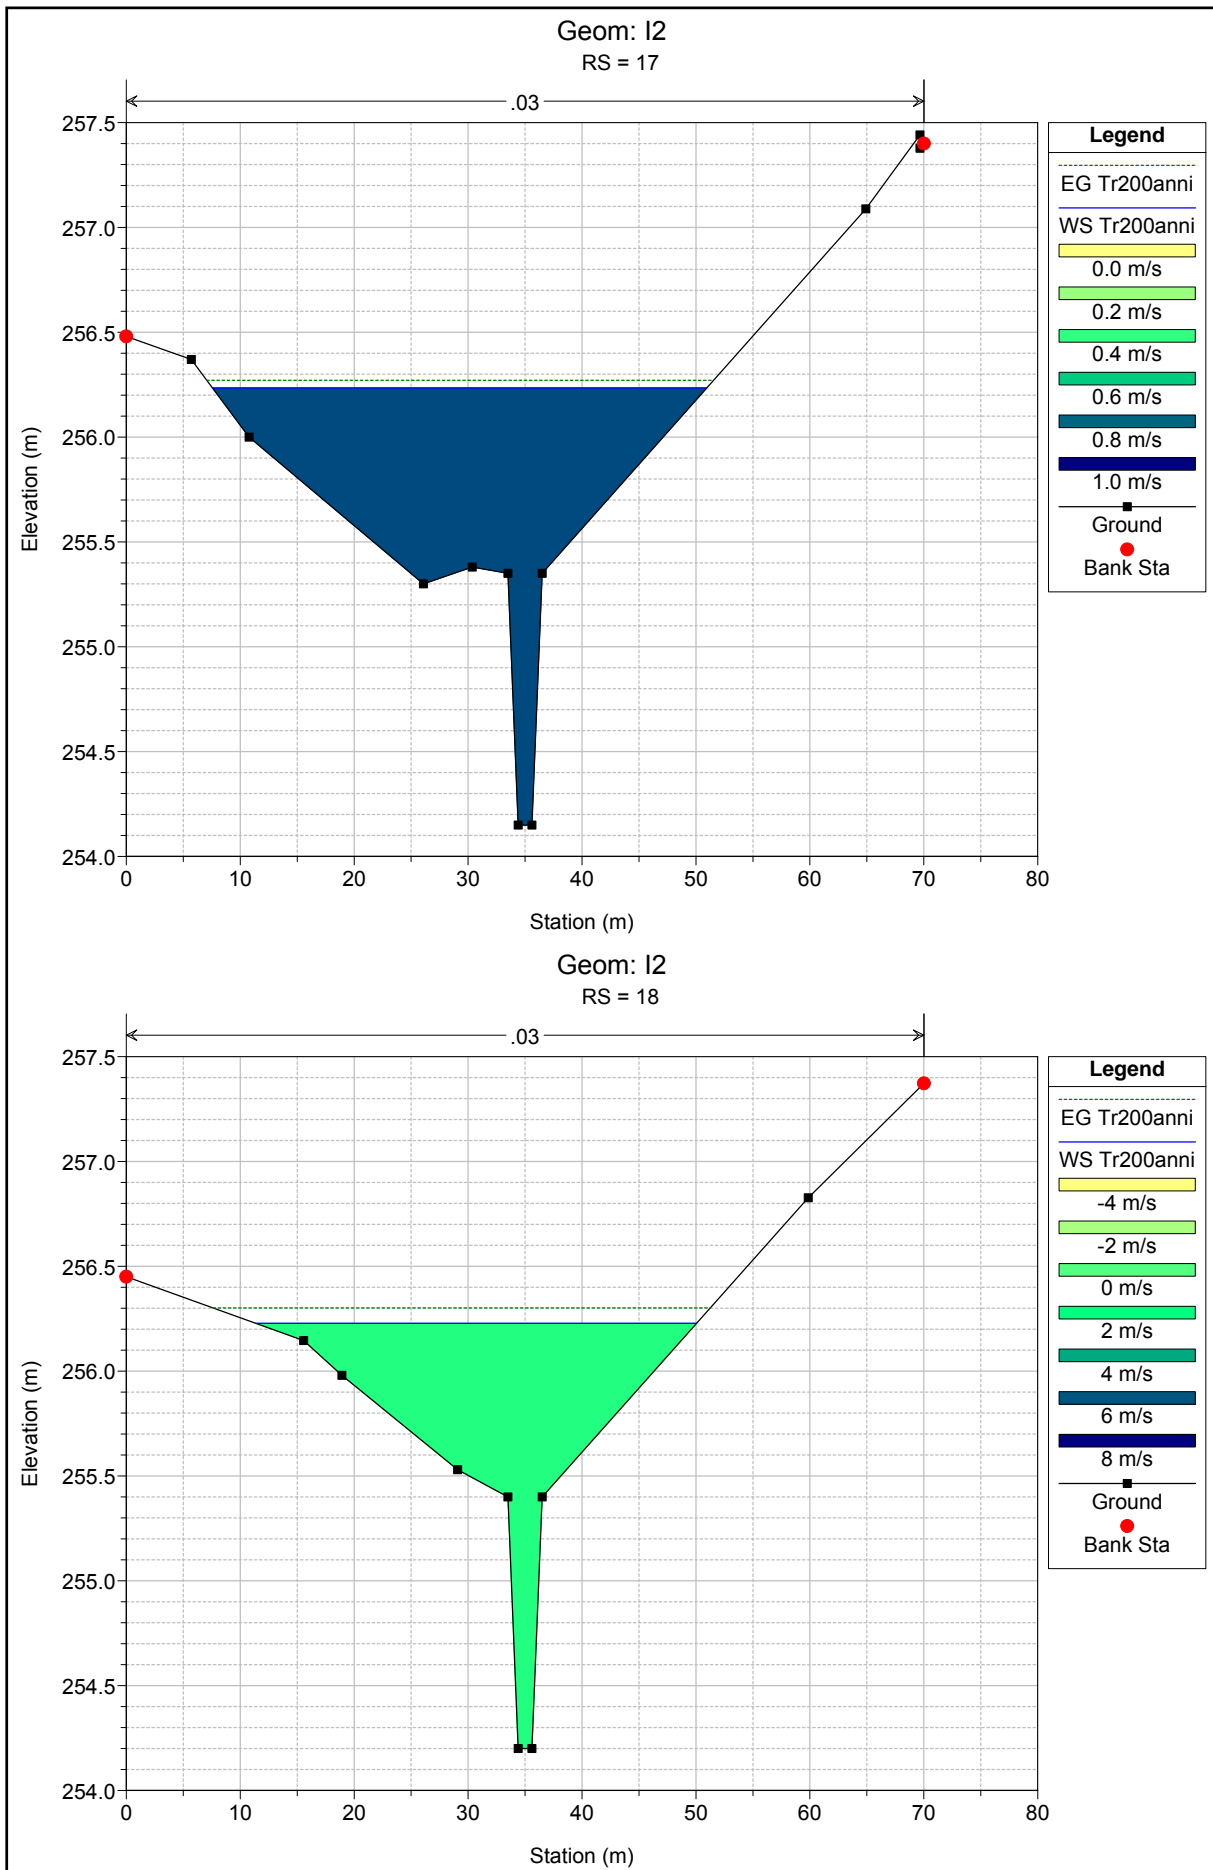 Geom: I2
RS = 17
.03
257.5
257.0
256.5
256.0
255.5
255.0
254.5
254.0
Elevation (m)
0 10 20 30 40 50 60 70 80
Station (m)
Legend
EG Tr200anni
WS Tr200anni
0.0 m/s
0.2 m/s
0.4 m/s
0.6 m/s
0.8 m/s
1.0 m/s
Ground
Bank Sta
Geom: I2
RS = 18
.03
257.5
257.0
256.5
256.0
255.5
255.0
254.5
254.0
Elevation (m)
0 10 20 30 40 50 60 70 80
Station (m)
Legend
EG Tr200anni
WS Tr200anni
-4 m/s
-2 m/s
0 m/s
2 m/s
4 m/s
6 m/s
8 m/s
Ground
Bank Sta